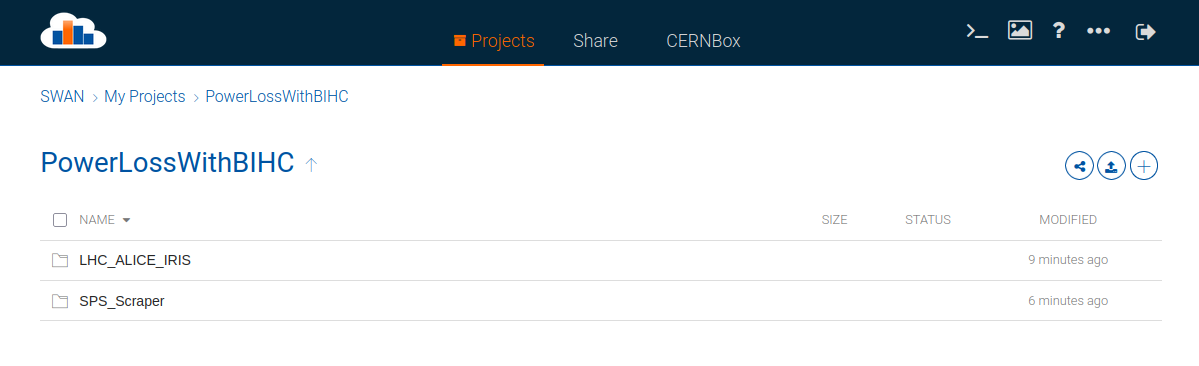 Projects Share CERNBox
SWAN > My Projects > PowerLossWithBIHC
PowerLossWithBIHC ↑
NAME SIZE STATUS MODIFIED
LHC_ALICE_IRIS 9 minutes ago
SPS_Scraper 6 minutes ago